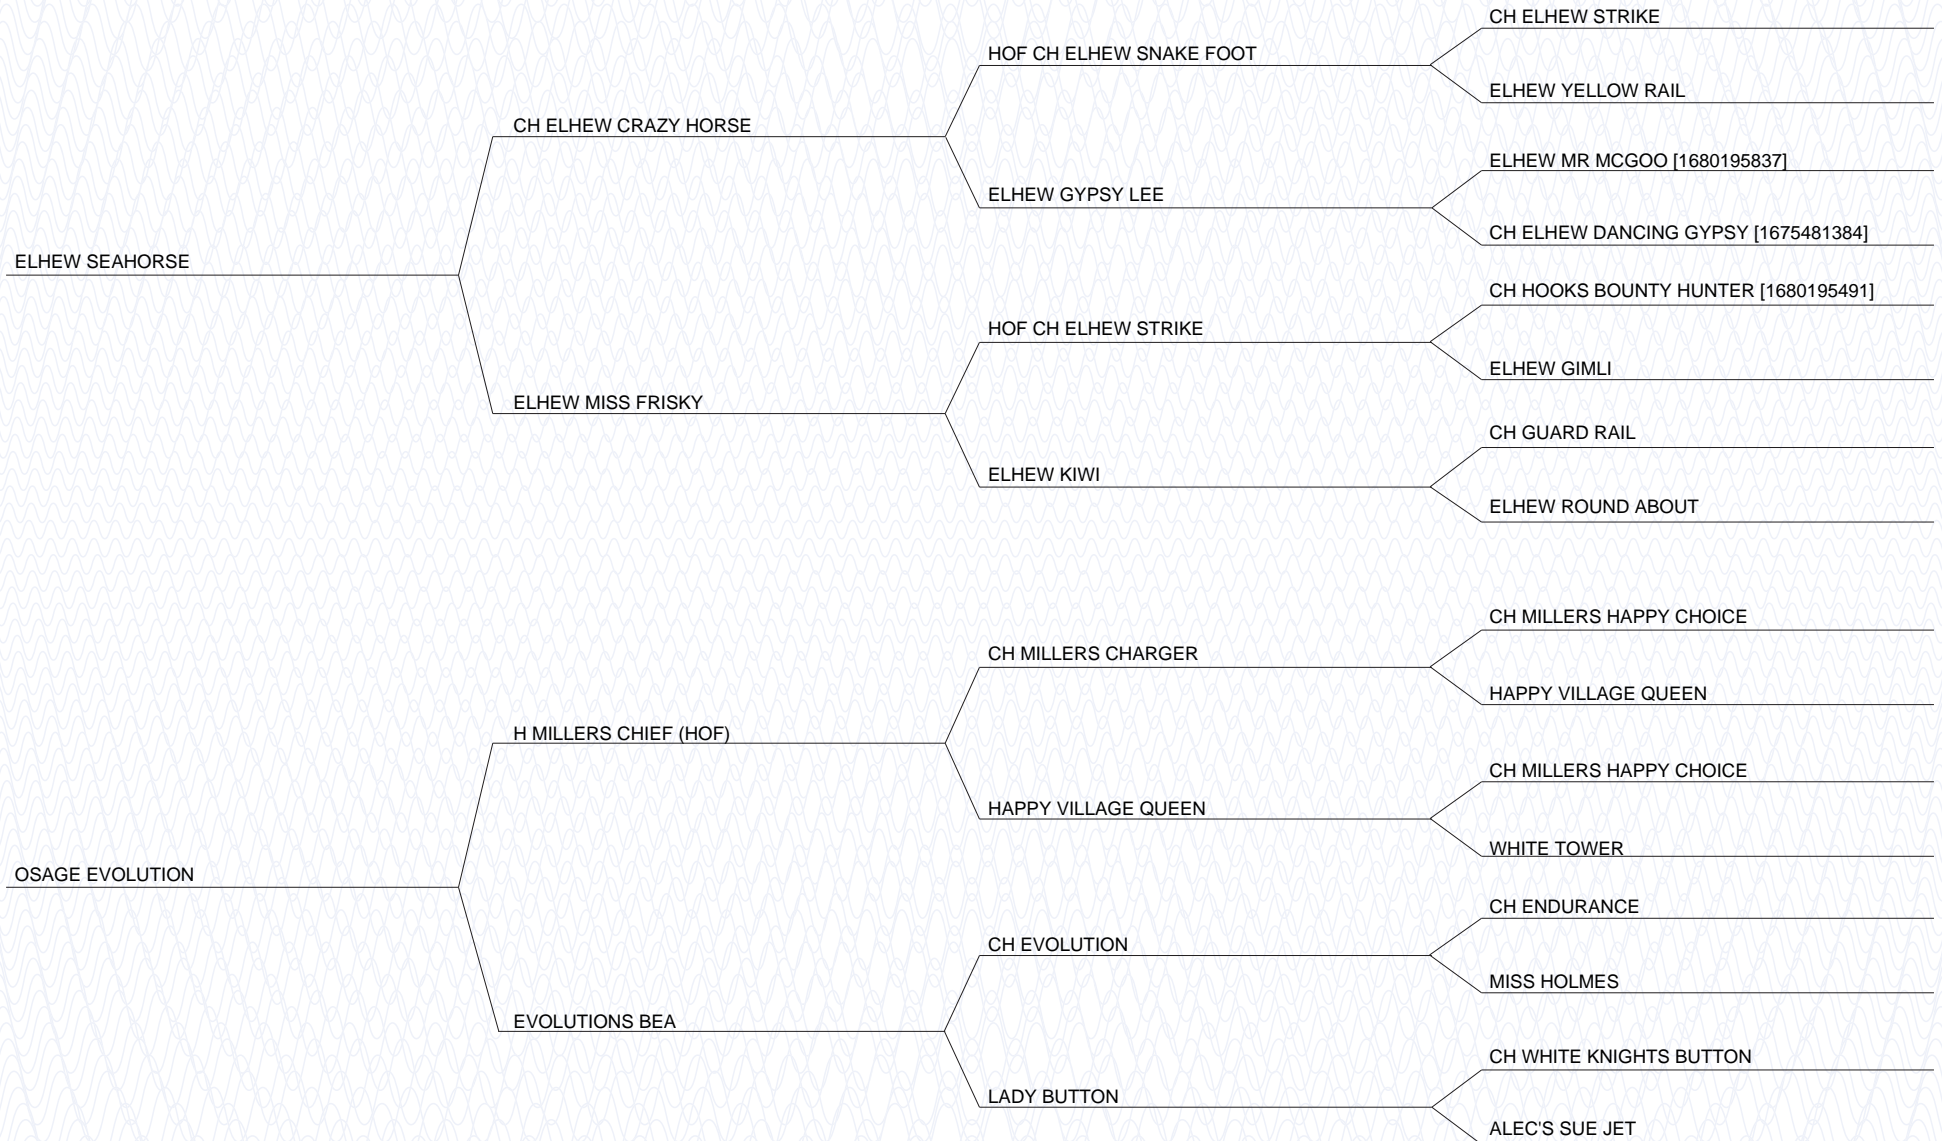 CH ELHEW STRIKE
HOF CH ELHEW SNAKE FOOT
ELHEW YELLOW RAIL
CH ELHEW CRAZY HORSE
ELHEW MR MCGOO [1680195837]
ELHEW GYPSY LEE
CH ELHEW DANCING GYPSY [1675481384]
ELHEW SEAHORSE
CH HOOKS BOUNTY HUNTER [1680195491]
HOF CH ELHEW STRIKE
ELHEW GIMLI
ELHEW MISS FRISKY
CH GUARD RAIL
ELHEW KIWI
ELHEW ROUND ABOUT
CH MILLERS HAPPY CHOICE
CH MILLERS CHARGER
HAPPY VILLAGE QUEEN
H MILLERS CHIEF (HOF)
CH MILLERS HAPPY CHOICE
HAPPY VILLAGE QUEEN
WHITE TOWER
OSAGE EVOLUTION
CH ENDURANCE
CH EVOLUTION
MISS HOLMES
EVOLUTIONS BEA
CH WHITE KNIGHTS BUTTON
LADY BUTTON
ALEC'S SUE JET